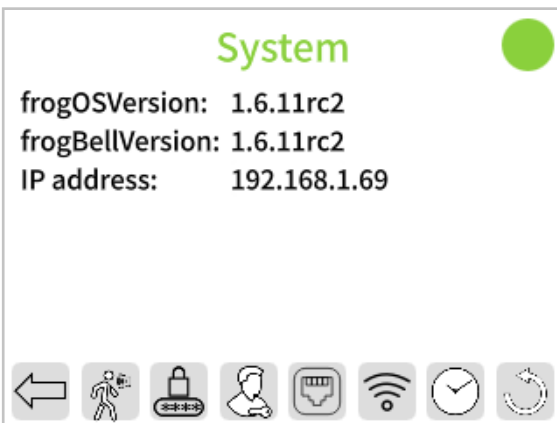 System
frogOSVersion: 1.6.11rc2
frogBellVersion: 1.6.11rc2
IP address: 192.168.1.69
****